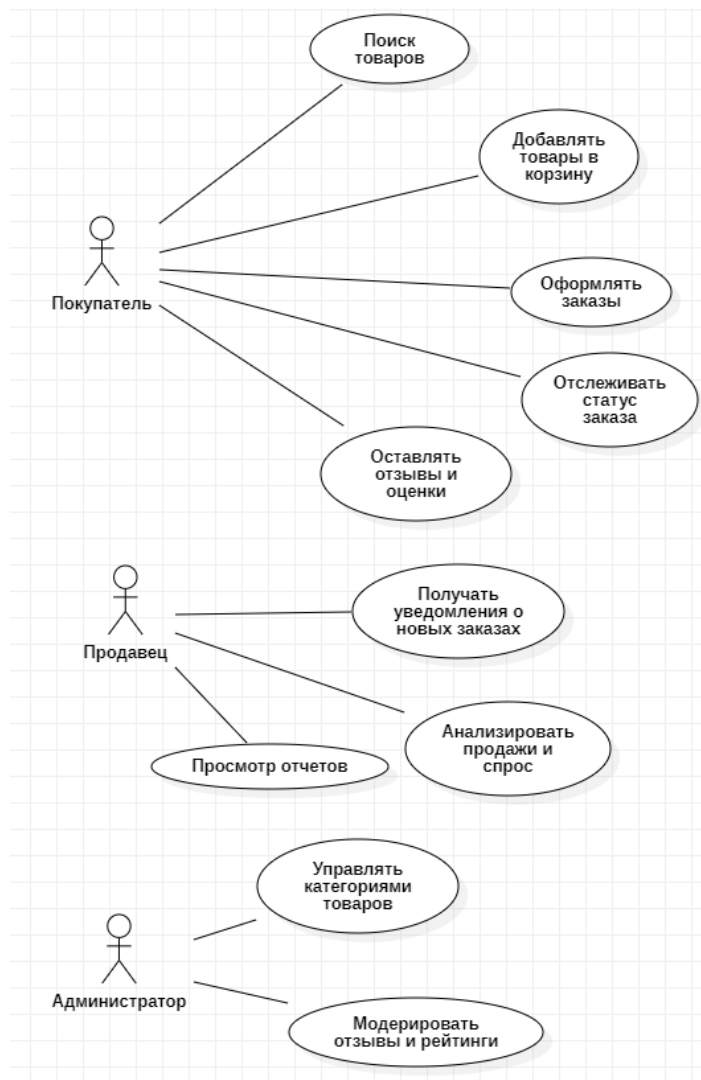 Поиск
товаров
Добавлять
товары в
корзину
Покупатель
Оформлять
заказы
Отслеживать
статус
заказа
Оставлять
отзывы и
оценки
Получать
уведомления о
новых заказах
Продавец
Анализировать
продажи и
спрос
Просмотр отчетов
Управлять
категориями
товаров
Администратор
Модерировать
отзывы и рейтинги